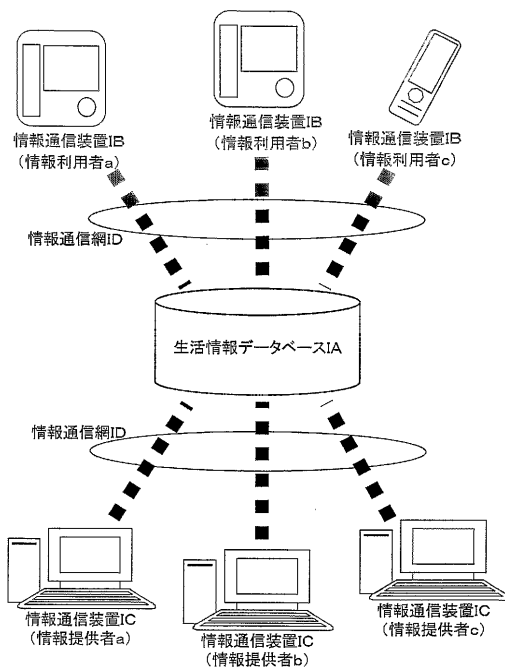 情報通信装置IB
(情報利用者a)
情報通信装置IB
(情報利用者b)
情報通信装置IB
(情報利用者c)
情報通信網ID
生活情報データベースIA
情報通信網ID
情報通信装置IC
(情報提供者a)
情報通信装置IC
(情報提供者b)
情報通信装置IC
(情報提供者c)